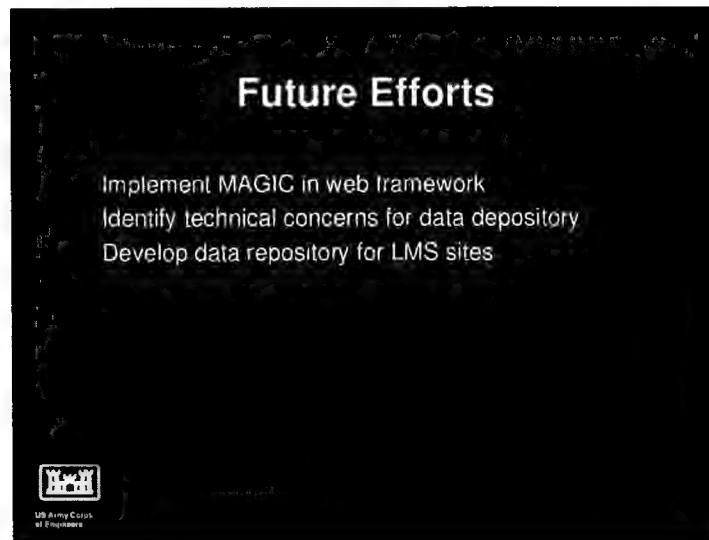 Future Efforts
Implement MAGIC in web framework
Identify technical concerns for data depository
Develop data repository for LMS sites
US Army Corps
of Engineers